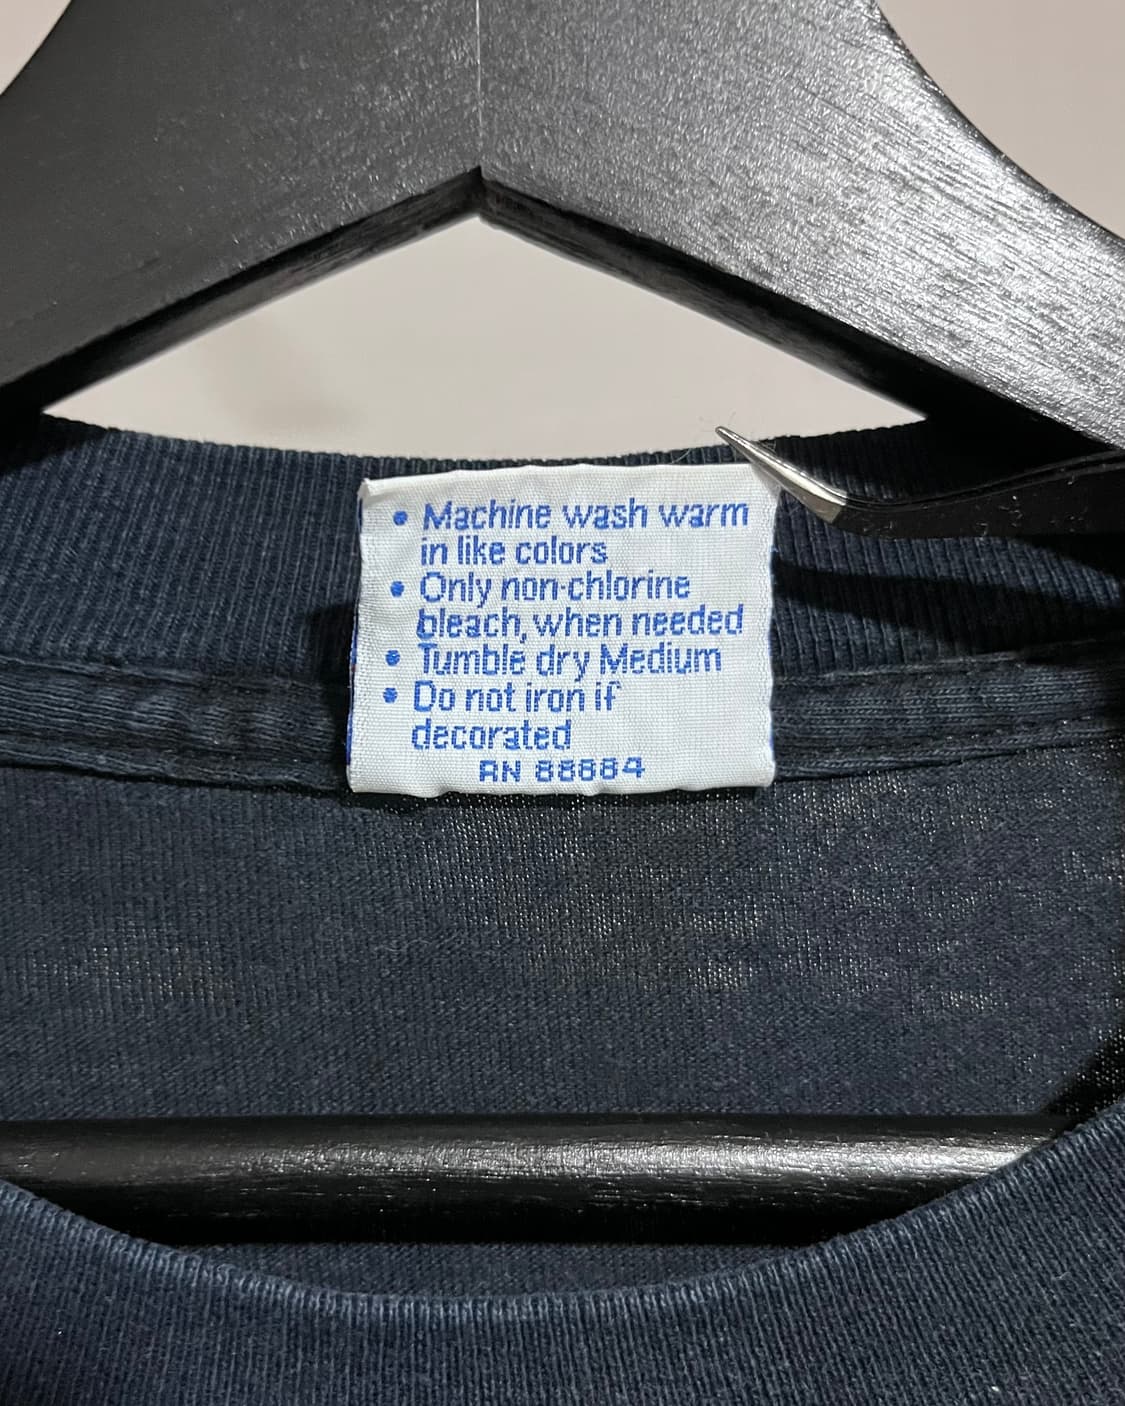 • Machine wash warm
in like colors
• Only non-chlorine
bleach, when needed
• Tumble dry Medium
• Do not iron if
decorated
RN 88884